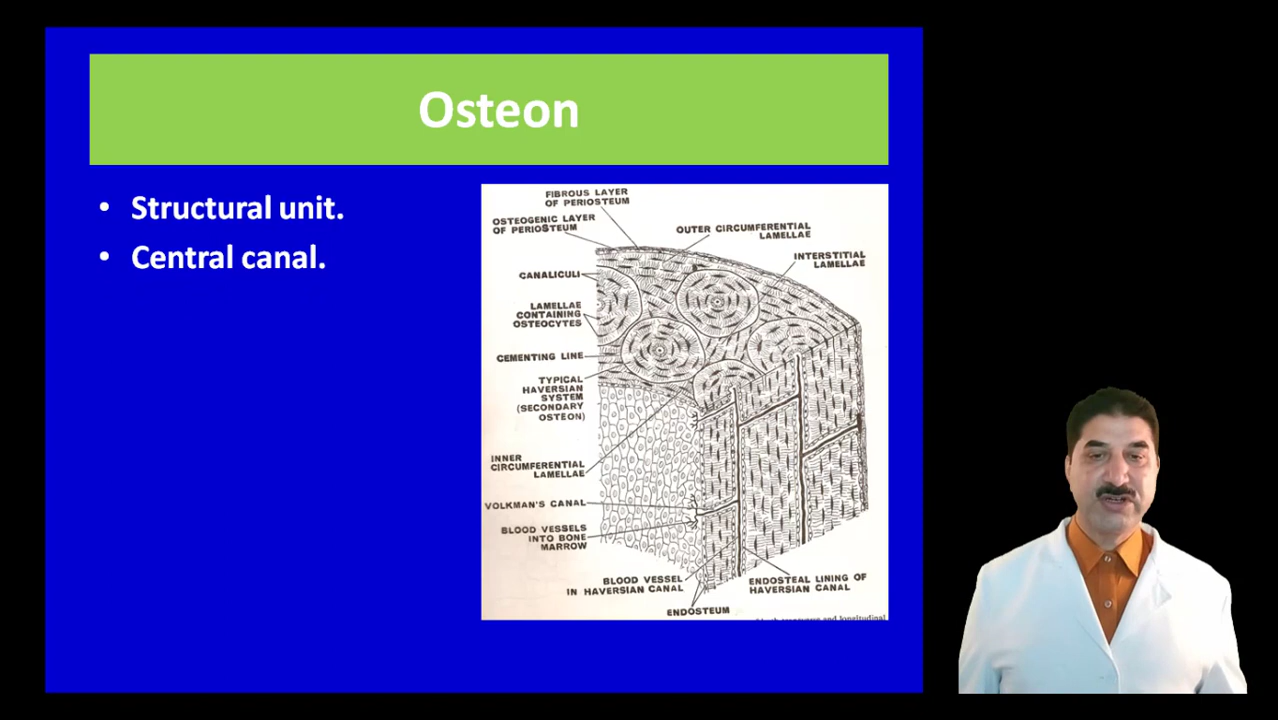 Osteon
• Structural unit.
• Central canal.
FIBROUS LAYER
OF PERIOSTEUM
OSTEOGENIC LAYER
OF PERIOSTEUM
OUTER CIRCUMFERENTIAL
LAMELLAE
INTERSTITIAL
LAMELLAE
CANALICULI
LAMELLAE
CONTAINING
OSTEOCYTES
CEMENTING LINE
TYPICAL
HAVERSIAN
SYSTEM
(SECONDARY
OSTEON)
INNER
CIRCUMFERENTIAL
LAMELLAE
VOLKMAN'S CANAL
BLOOD VESSELS
INTO BONE
MARROW
BLOOD VESSEL
IN HAVERSIAN CANAL
ENDOSTEAL LINING OF
HAVERSIAN CANAL
ENDOSTEUM
and longitudinal